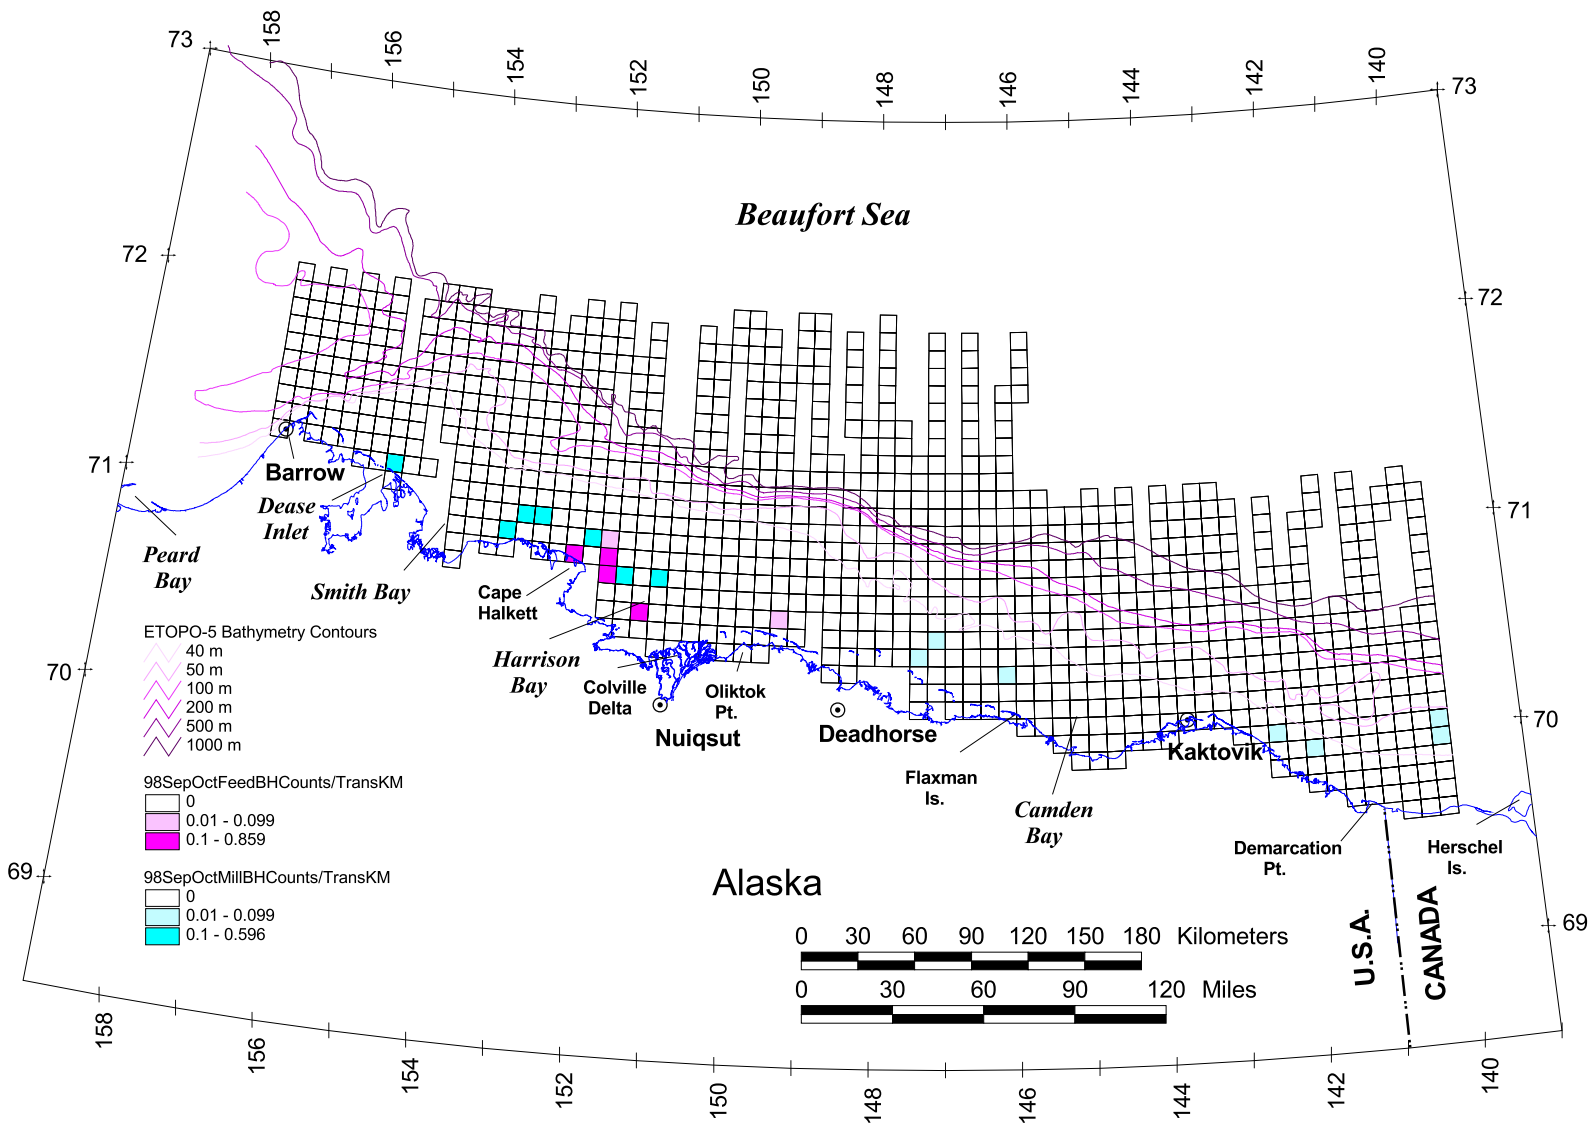 158
156
154
152
150
148
146
144
142
140
73
73
Beaufort Sea
72
72
71
71
Barrow
Dease
Inlet
Peard
Bay
Smith Bay
Cape
Halkett
Harrison
Bay
Colville
Delta
Oliktok
Pt.
Nuiqsut
Deadhorse
Kaktovik
70
70
Flaxman
Is.
Camden
Bay
Demarcation
Pt.
Herschel
Is.
ETOPO-5 Bathymetry Contours
40 m
50 m
100 m
200 m
500 m
1000 m
98SepOctFeedBHCounts/TransKM
0
0.01 - 0.099
0.1 - 0.859
98SepOctMillBHCounts/TransKM
0
0.01 - 0.099
0.1 - 0.596
69
69
Alaska
U.S.A.
CANADA
0 30 60 90 120 150 180 Kilometers
0 30 60 90 120 Miles
158
156
154
152
150
148
146
144
142
140